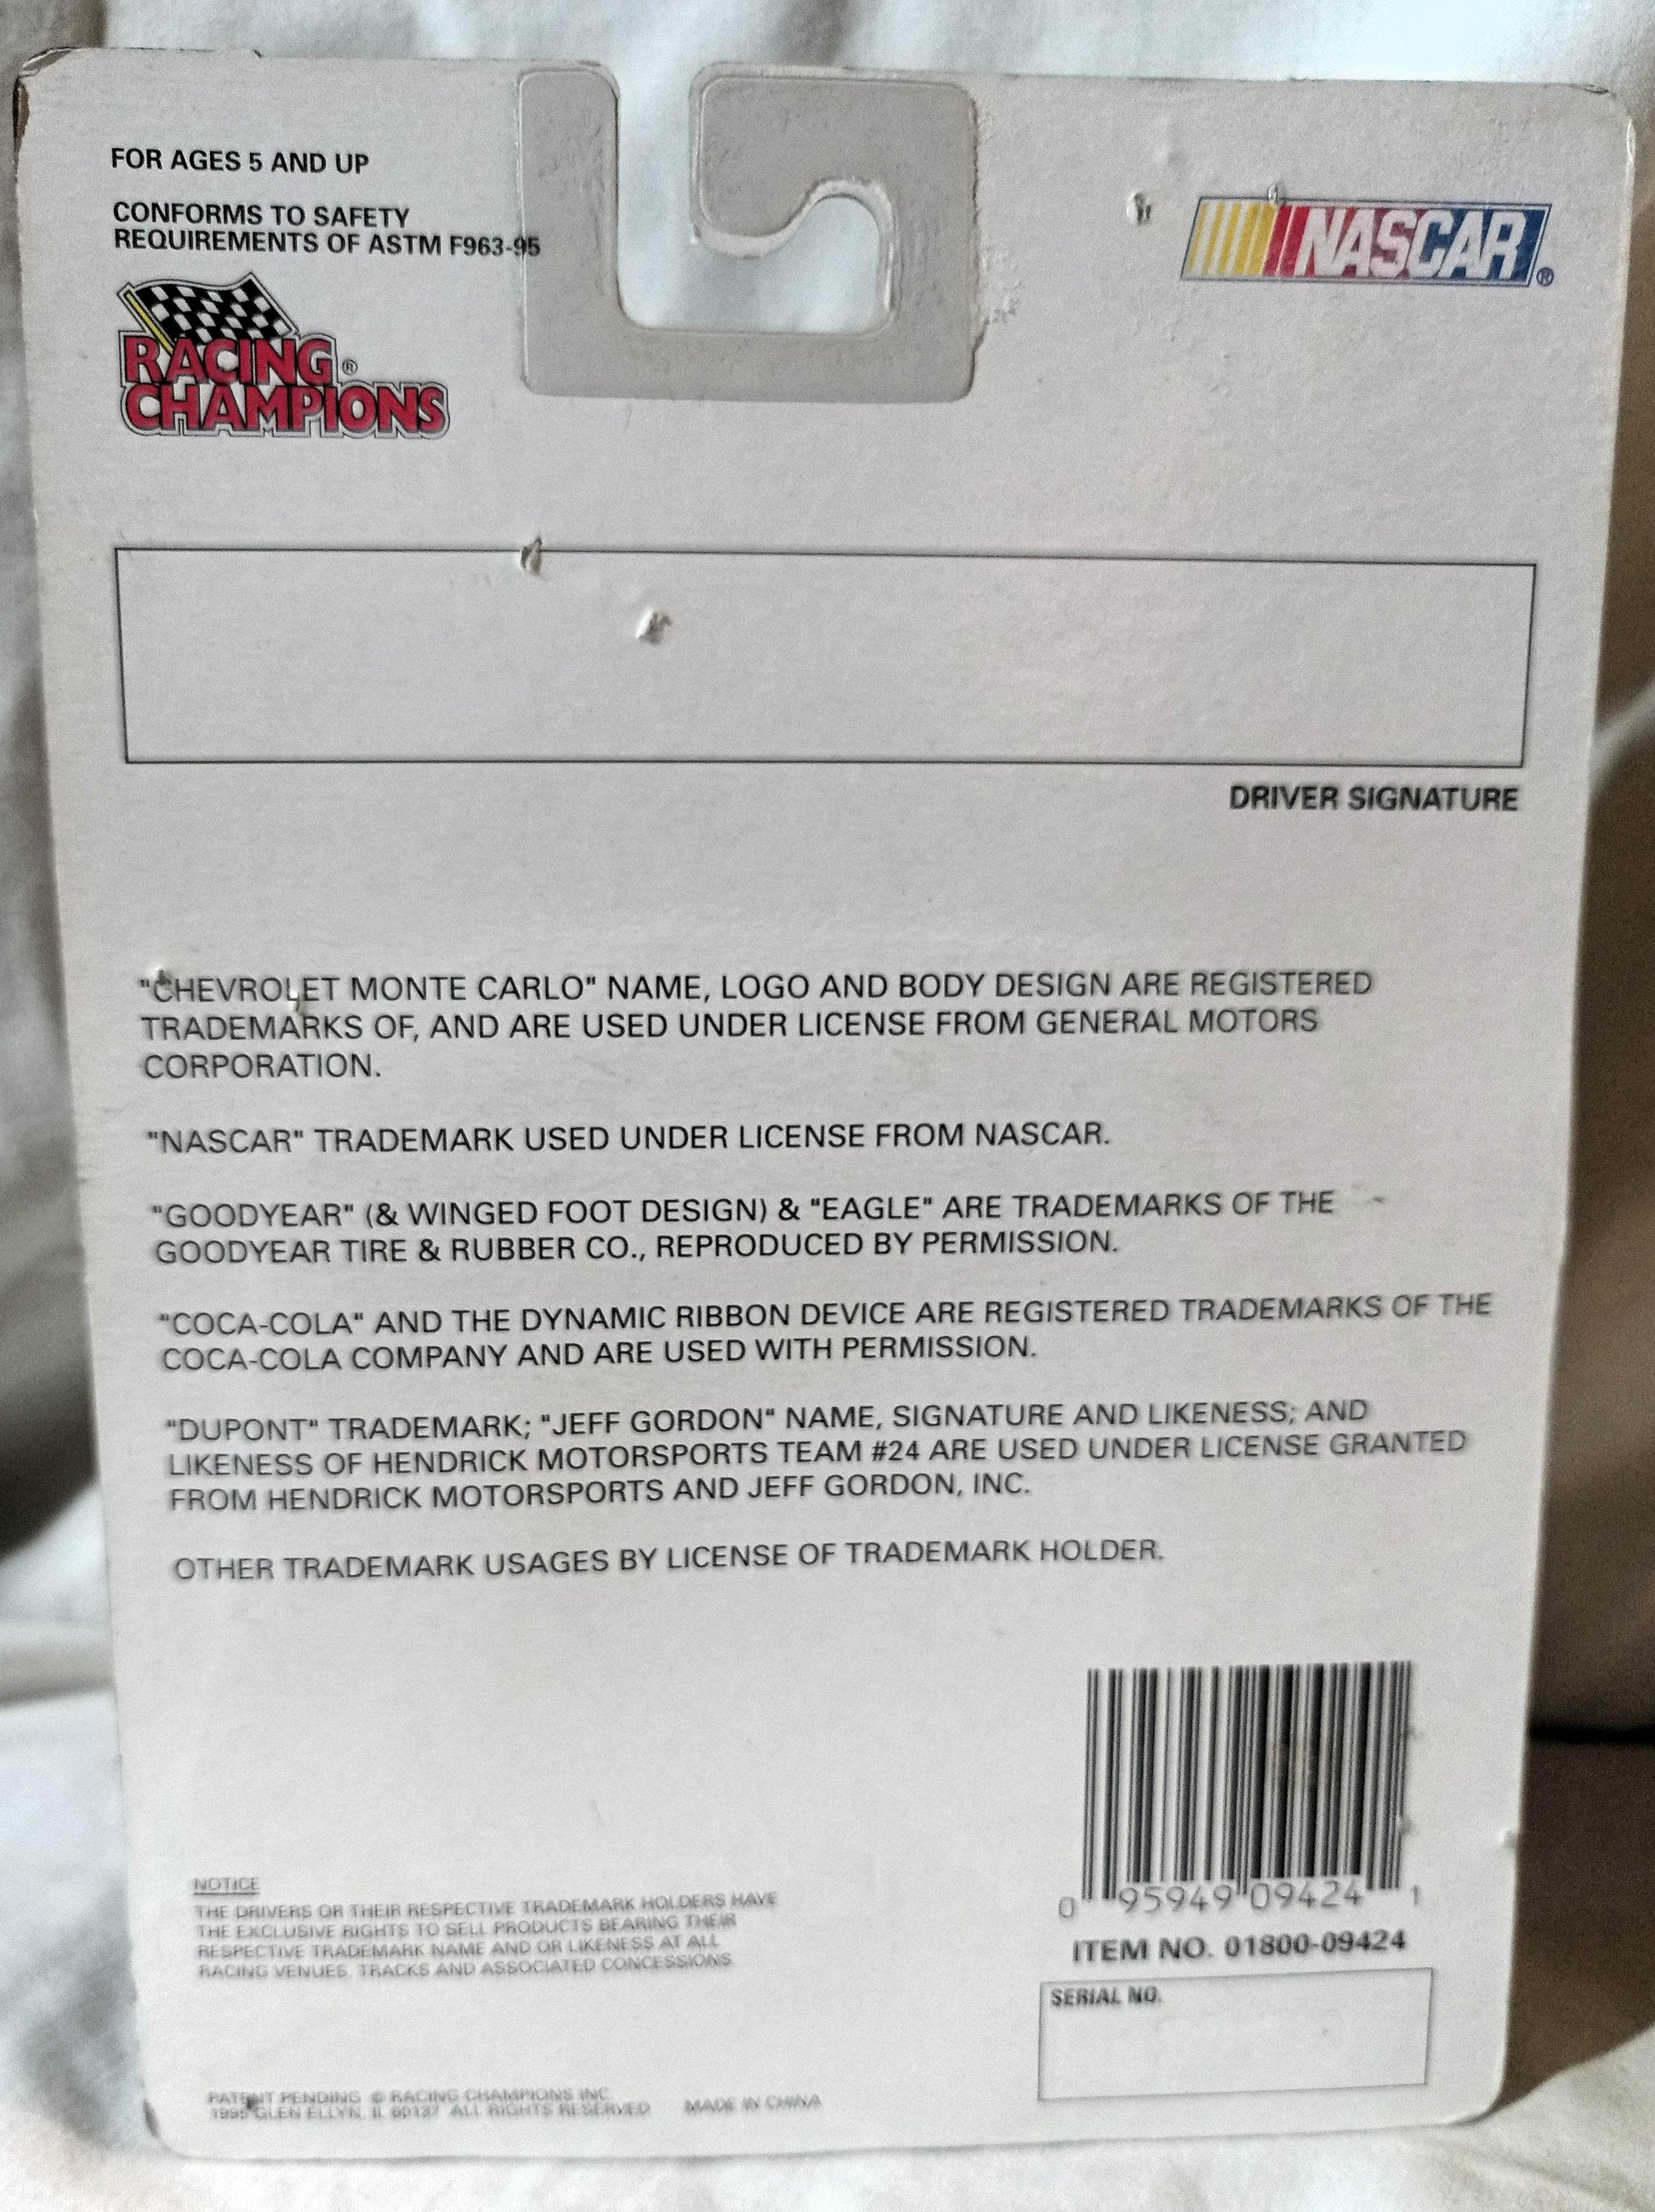 FOR AGES 5 AND UP
CONFORMS TO SAFETY
REQUIREMENTS OF ASTM F963-95
NASCAR®
RACING®
CHAMPIONS
DRIVER SIGNATURE
"CHEVROLET MONTE CARLO" NAME, LOGO AND BODY DESIGN ARE REGISTERED
TRADEMARKS OF, AND ARE USED UNDER LICENSE FROM GENERAL MOTORS
CORPORATION.
"NASCAR" TRADEMARK USED UNDER LICENSE FROM NASCAR.
"GOODYEAR" (& WINGED FOOT DESIGN) & "EAGLE" ARE TRADEMARKS OF THE
GOODYEAR TIRE & RUBBER CO., REPRODUCED BY PERMISSION.
"COCA-COLA" AND THE DYNAMIC RIBBON DEVICE ARE REGISTERED TRADEMARKS OF THE
COCA-COLA COMPANY AND ARE USED WITH PERMISSION.
"DUPONT" TRADEMARK; "JEFF GORDON" NAME, SIGNATURE AND LIKENESS; AND
LIKENESS OF HENDRICK MOTORSPORTS TEAM #24 ARE USED UNDER LICENSE GRANTED
FROM HENDRICK MOTORSPORTS AND JEFF GORDON, INC.
OTHER TRADEMARK USAGES BY LICENSE OF TRADEMARK HOLDER.
0 95949 09424 1
ITEM NO. 01800-09424
SERIAL NO.
NOTICE
THE DRIVERS OR THEIR RESPECTIVE TRADEMARK HOLDERS HAVE
THE EXCLUSIVE RIGHTS TO SELL PRODUCTS BEARING THEIR
RESPECTIVE TRADEMARK NAME AND OR LIKENESS AT ALL
RACING VENUES, TRACKS AND ASSOCIATED CONCESSIONS
PATENT PENDING © RACING CHAMPIONS INC.
GLEN ELLYN, IL 60137 ALL RIGHTS RESERVED MADE IN CHINA